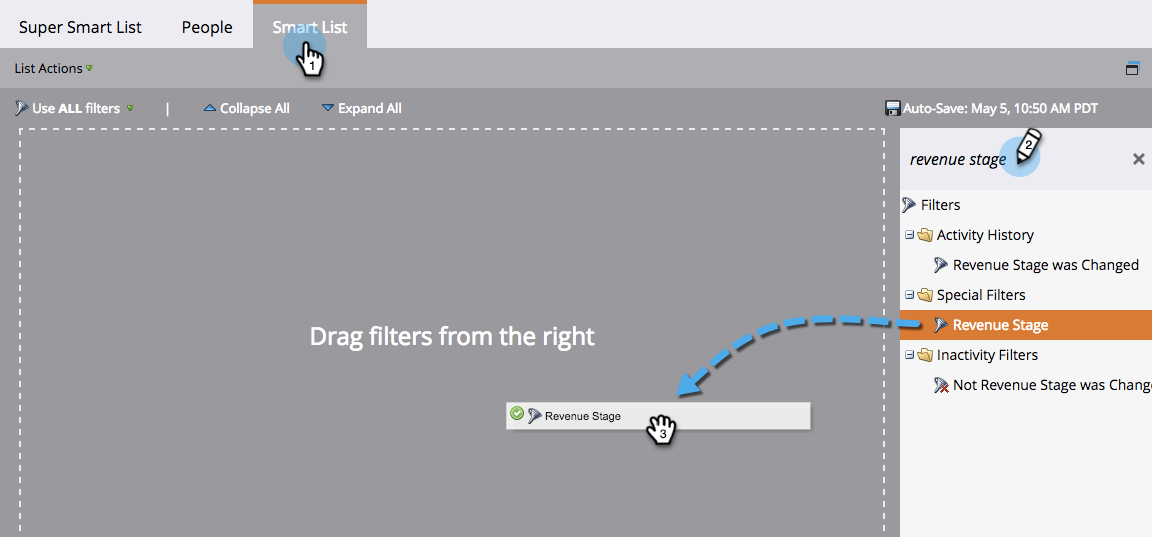 Super Smart List People Smart List
1
List Actions
Use ALL filters | Collapse All Expand All Auto-Save: May 5, 10:50 AM PDT
revenue stage 2
Filters
Activity History
Revenue Stage was Changed
Special Filters
Revenue Stage
Drag filters from the right
Inactivity Filters
Not Revenue Stage was Chang
Revenue Stage
3